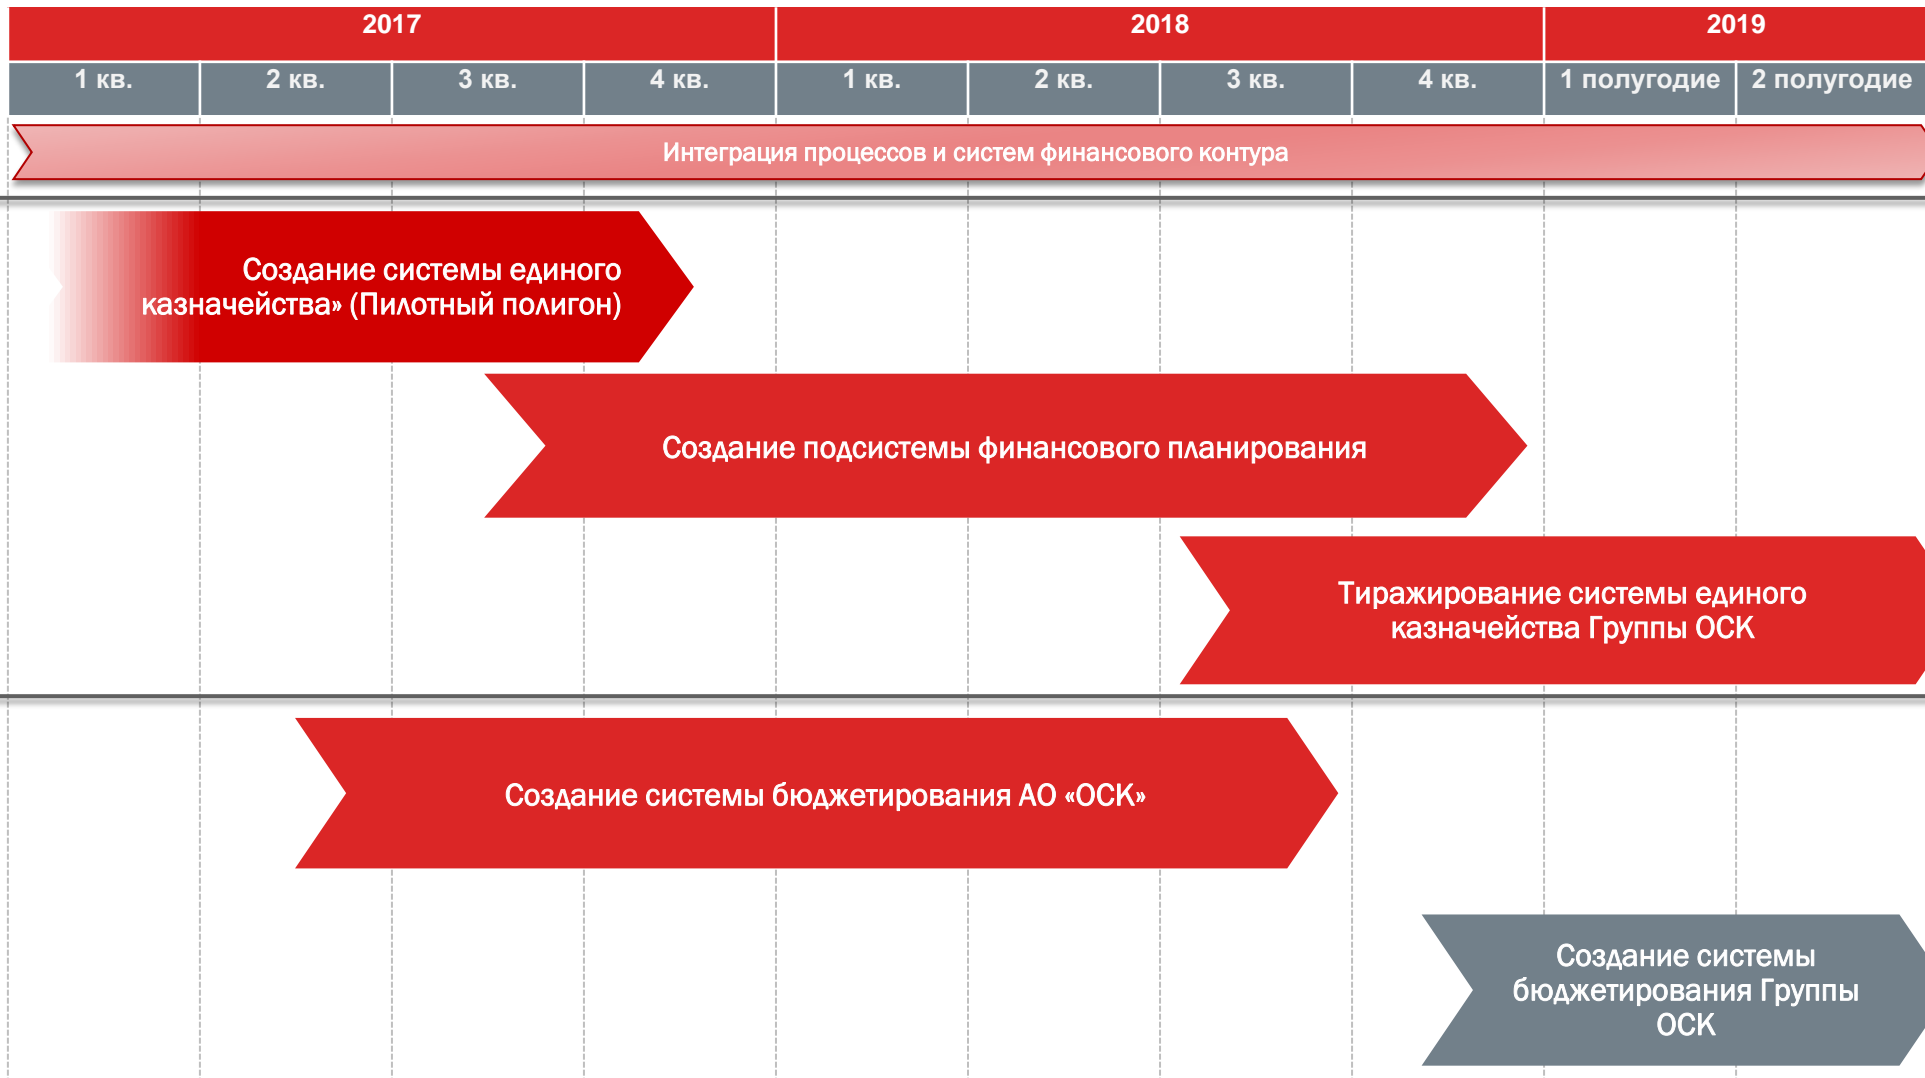 2017
2018
2019
1 кв.
2 кв.
3 кв.
4 кв.
1 кв.
2 кв.
3 кв.
4 кв.
1 полугодие
2 полугодие
Интеграция процессов и систем финансового контура
Создание системы единого
казначейства» (Пилотный полигон)
Создание подсистемы финансового планирования
Тиражирование системы единого
казначейства Группы ОСК
Создание системы бюджетирования АО «ОСК»
Создание системы
бюджетирования Группы
ОСК